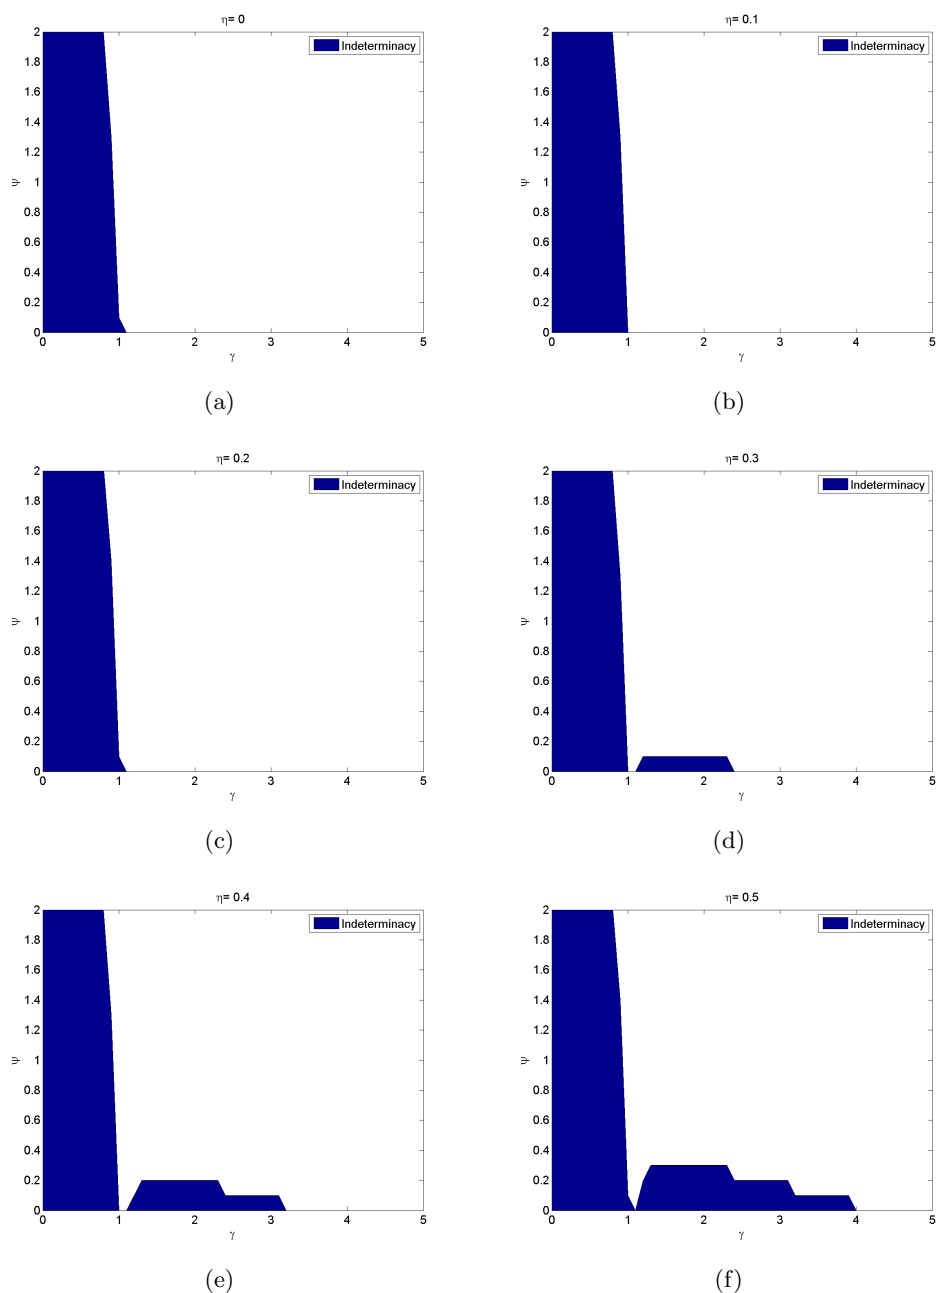 η= 0
Indeterminacy
2
1.8
1.6
1.4
1.2
1
0.8
0.6
0.4
0.2
0
ψ
0 1 2 3 4 5
γ
(a)
η= 0.1
Indeterminacy
2
1.8
1.6
1.4
1.2
1
0.8
0.6
0.4
0.2
0
ψ
0 1 2 3 4 5
γ
(b)
η= 0.2
Indeterminacy
2
1.8
1.6
1.4
1.2
1
0.8
0.6
0.4
0.2
0
ψ
0 1 2 3 4 5
γ
(c)
η= 0.3
Indeterminacy
2
1.8
1.6
1.4
1.2
1
0.8
0.6
0.4
0.2
0
ψ
0 1 2 3 4 5
γ
(d)
η= 0.4
Indeterminacy
2
1.8
1.6
1.4
1.2
1
0.8
0.6
0.4
0.2
0
ψ
0 1 2 3 4 5
γ
(e)
η= 0.5
Indeterminacy
2
1.8
1.6
1.4
1.2
1
0.8
0.6
0.4
0.2
0
ψ
0 1 2 3 4 5
γ
(f)